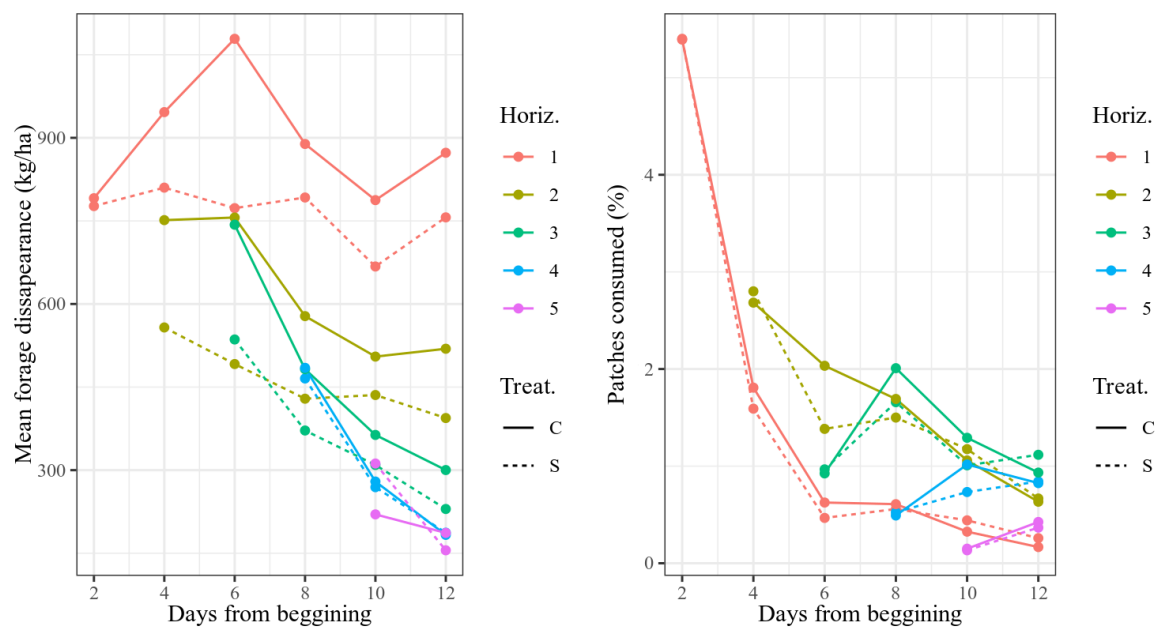 Mean forage dissapearance (kg/ha)
900
600
300
2 4 6 8 10 12
Days from beggining
Horiz.
1
2
3
4
5
Treat.
C
S
Patches consumed (%)
4
2
0
2 4 6 8 10 12
Days from beggining
Horiz.
1
2
3
4
5
Treat.
C
S